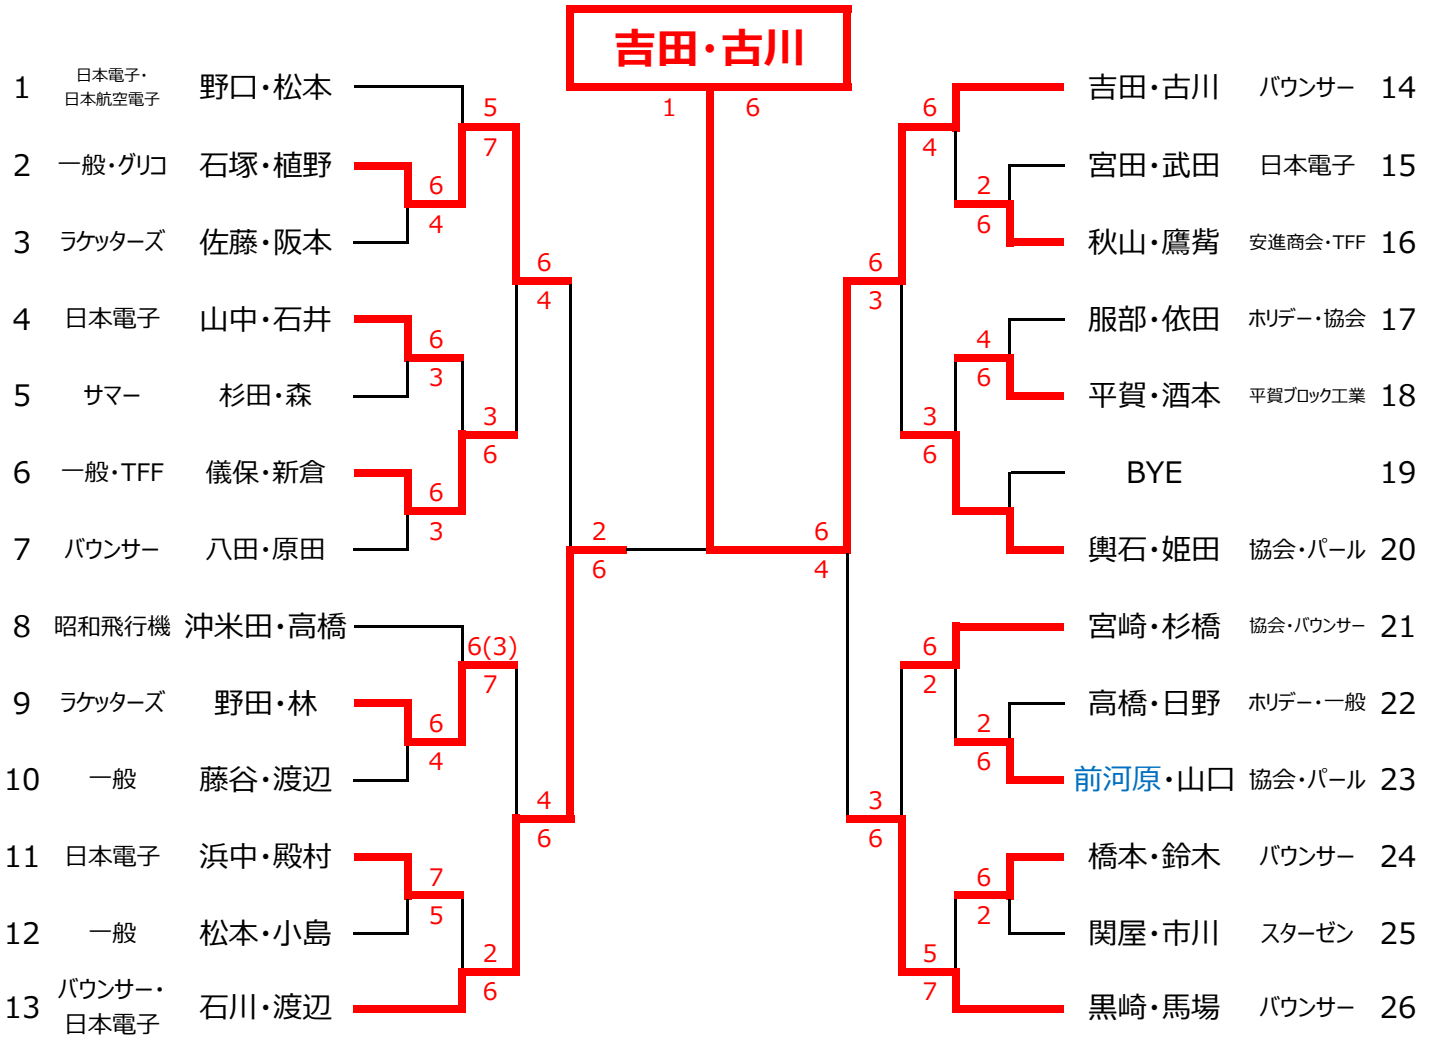 吉田・古川
1 6
1 日本電子・
日本航空電子 野口・松本
5
7
2 一般・グリコ 石塚・植野
6
4
3 ラケッターズ 佐藤・阪本
6
4
4 日本電子 山中・石井
6
3
5 サマー 杉田・森
3
6
6 一般・TFF 儀保・新倉
6
3
7 バウンサー 八田・原田
2
6
8 昭和飛行機 沖米田・高橋
6(3)
7
9 ラケッターズ 野田・林
6
4
10 一般 藤谷・渡辺
4
6
11 日本電子 浜中・殿村
7
5
12 一般 松本・小島
2
6
13 バウンサー・
日本電子 石川・渡辺
吉田・古川 バウンサー 14
6
4
宮田・武田 日本電子 15
2
6
秋山・鷹觜 安進商会・TFF 16
6
3
服部・依田 ホリデー・協会 17
4
6
平賀・酒本 平賀ブロック工業 18
3
6
BYE 19
輿石・姫田 協会・パール 20
6
4
宮崎・杉橋 協会・バウンサー 21
6
2
高橋・日野 ホリデー・一般 22
2
6
前河原・山口 協会・パール 23
3
6
橋本・鈴木 バウンサー 24
6
2
関屋・市川 スターゼン 25
5
7
黒崎・馬場 バウンサー 26